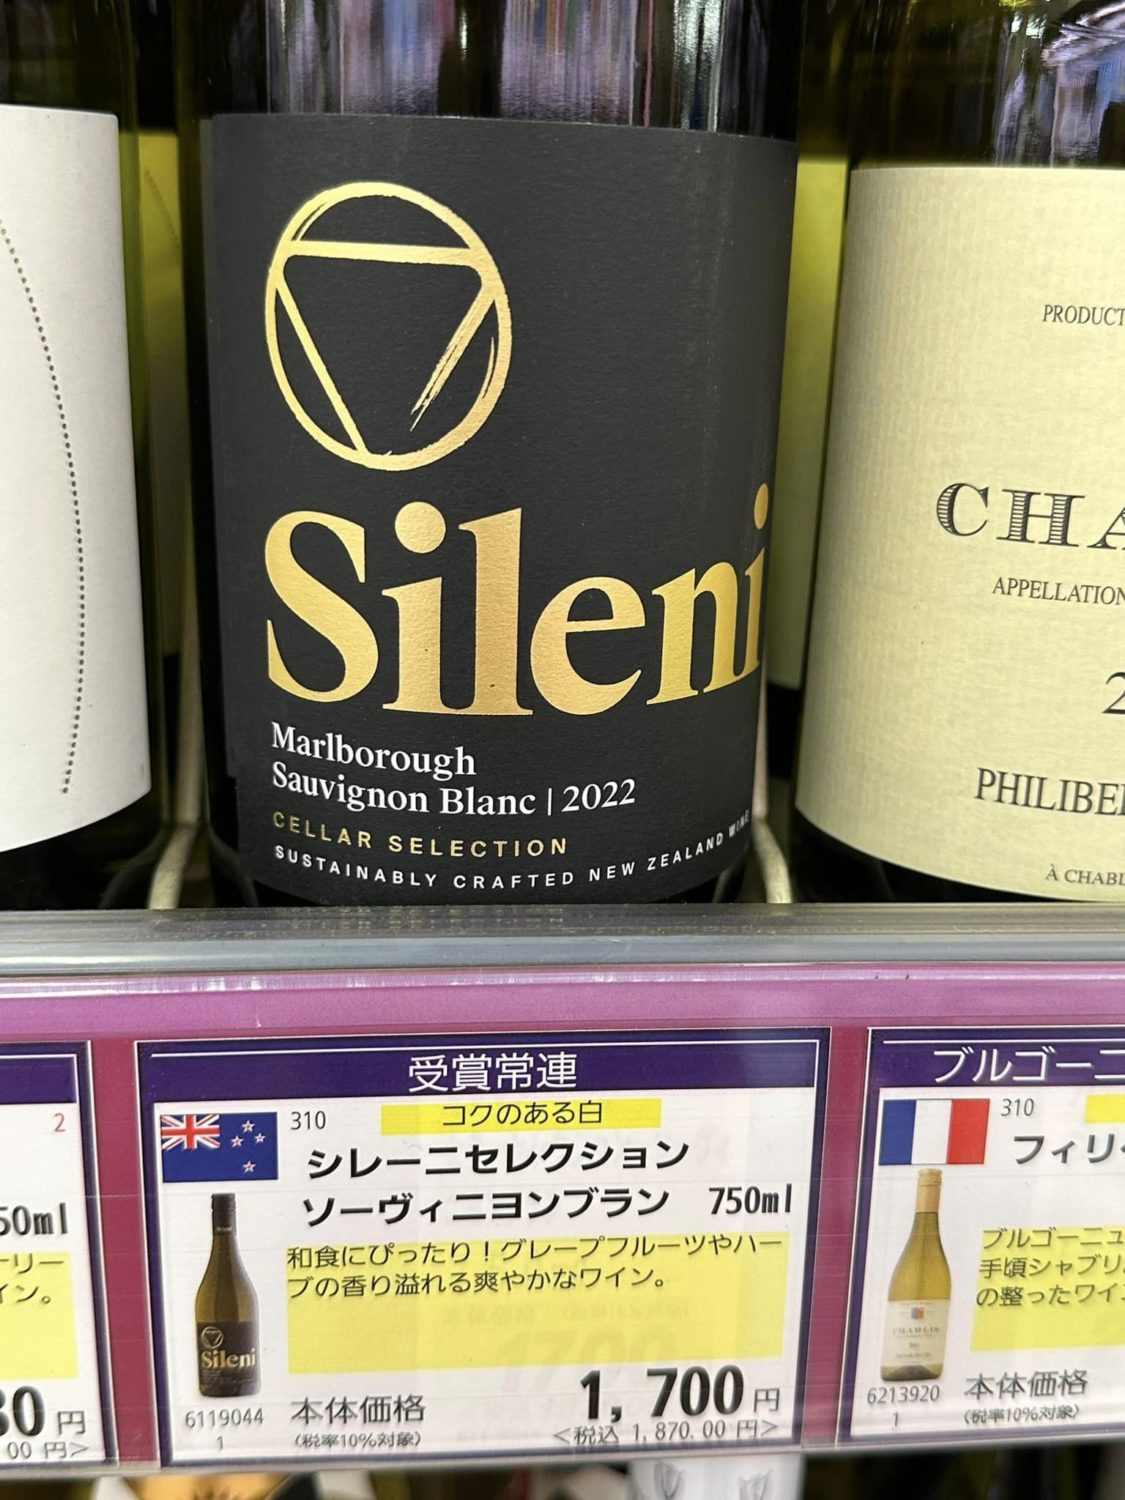 Sileni
Marlborough
Sauvignon Blanc | 2022
CELLAR SELECTION
SUSTAINABLY CRAFTED NEW ZEALAND WINE
PRODUCT
CHA
APPELLATION
2
PHILIBE
À CHABL
2
50ml
ナリー
イン。
80円
00 円>
受賞常連
310
コクのある白
シレーニセレクション
ソーヴィニヨンブラン 750ml
和食にぴったり!グレープフルーツやハー
ブの香り溢れる爽やかなワイン。
Sileni
6119044
1
本体価格
(税率10%対象)
1,700円
<税込 1,870.00 円>
ブルゴーニ
310
フィリ
ブルゴーニュ
手頃シャブリ
の整ったワイ
CHABLIS
6213920
1
本体価格
(税率10%対象)